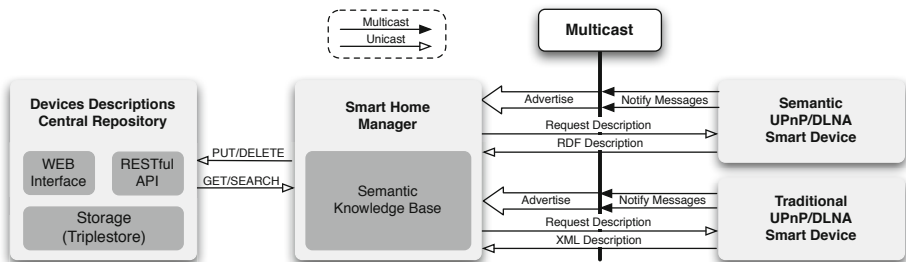 Multicast
Unicast
Multicast
Devices Descriptions
Central Repository
WEB
Interface
RESTful
API
Storage
(Triplestore)
PUT/DELETE
GET/SEARCH
Smart Home
Manager
Semantic
Knowledge Base
Advertise
Notify Messages
Request Description
RDF Description
Advertise
Notify Messages
Request Description
XML Description
Semantic
UPnP/DLNA
Smart Device
Traditional
UPnP/DLNA
Smart Device